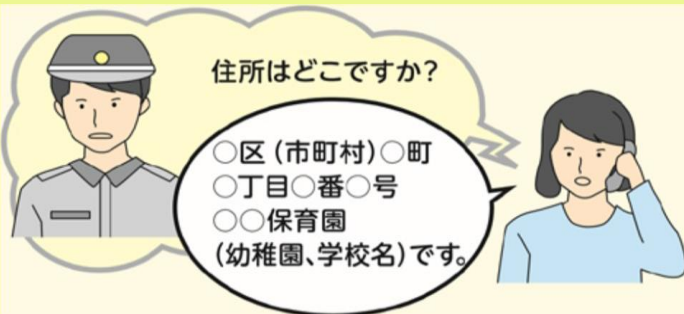 住所はどこですか？
○区（市町村）○町
○丁目○番○号
○○保育園
（幼稚園、学校名）です。